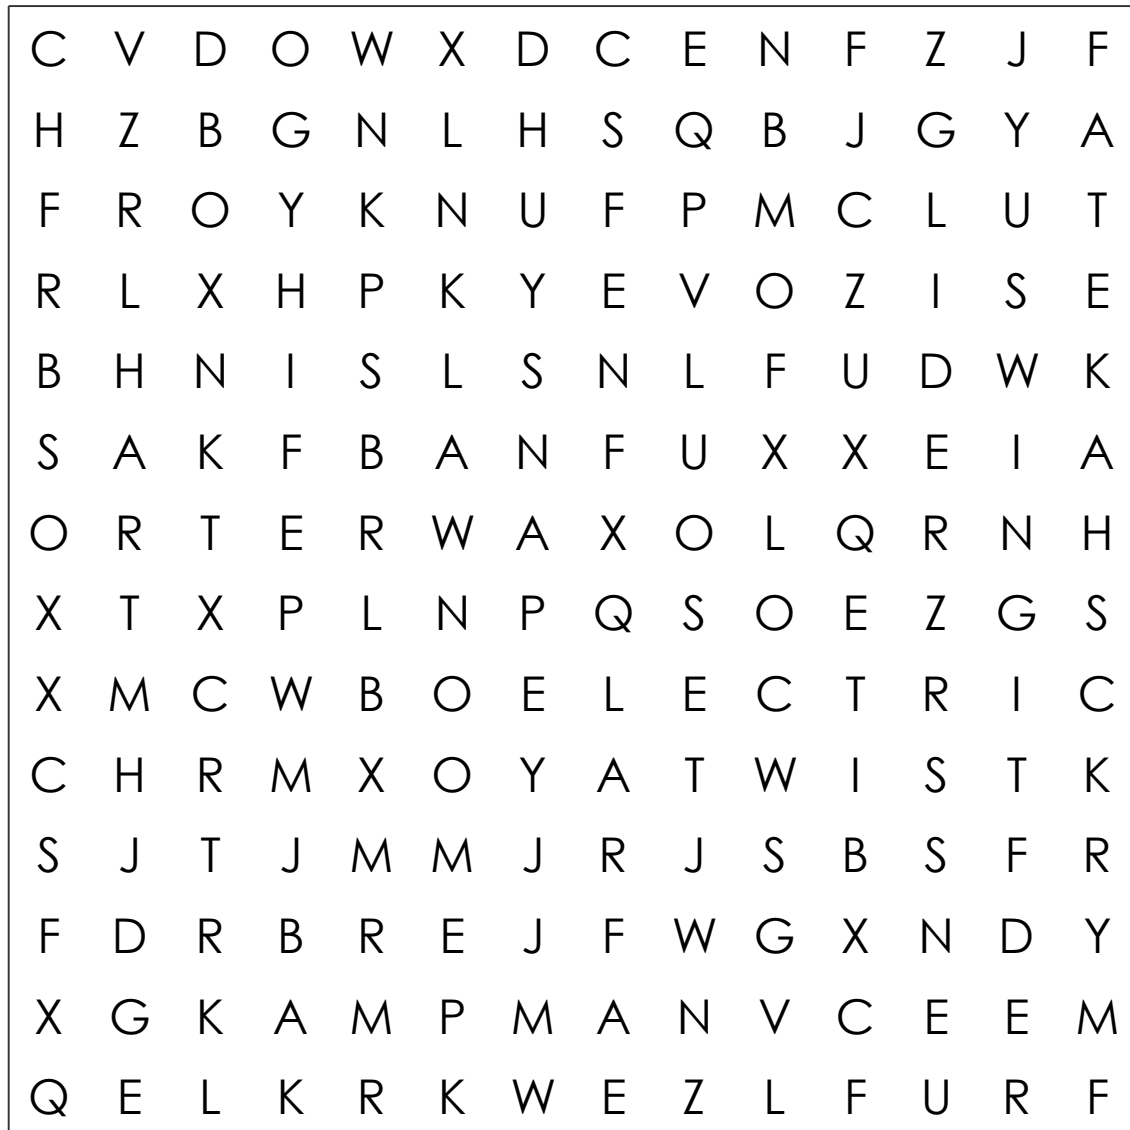 C V D O W X D C E N F Z J F
H Z B G N L H S Q B J G Y A
F R O Y K N U F P M C L U T
R L X H P K Y E V O Z I S E
B H N I S L S N L F U D W K
S A K F B A N F U X X E I A
O R T E R W A X O L Q R N H
X T X P L N P Q S O E Z G S
X M C W B O E L E C T R I C
C H R M X O Y A T W I S T K
S J T J M M J R J S B S F R
F D R B R E J F W G X N D Y
X G K A M P M A N V C E E M
Q E L K R K W E Z L F U R F